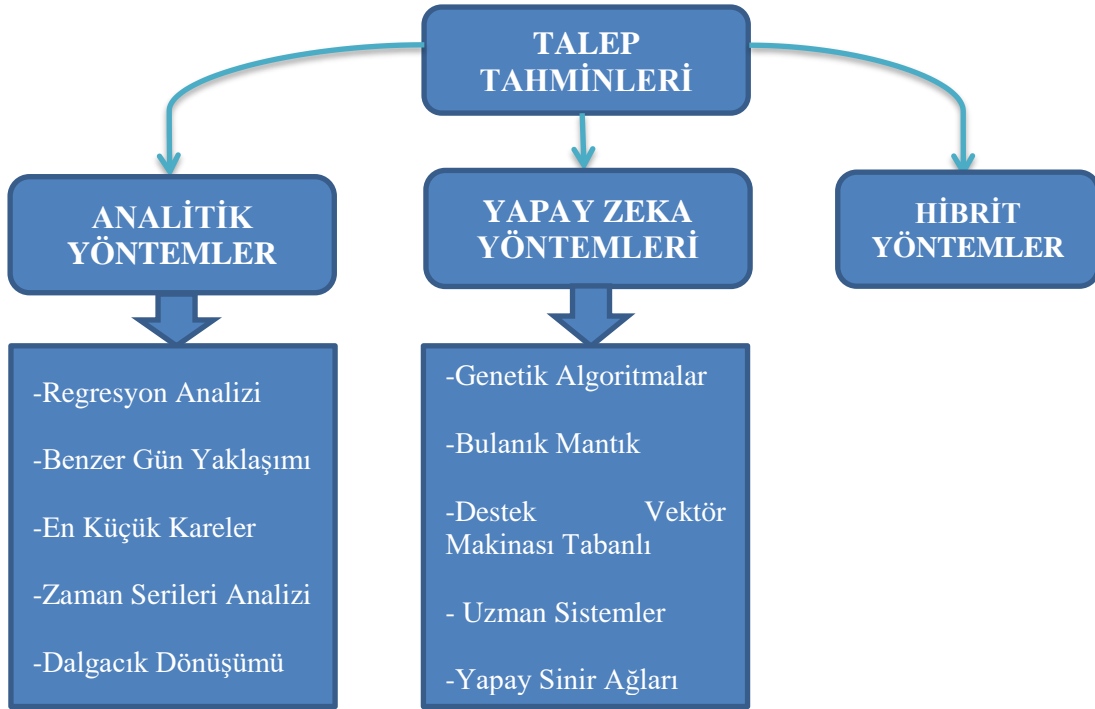 TALEP
TAHMİNLERİ
ANALİTİK
YÖNTEMLER
YAPAY ZEKA
YÖNTEMLERİ
HİBRİT
YÖNTEMLER
-Regresyon Analizi
-Benzer Gün Yaklaşımı
-En Küçük Kareler
-Zaman Serileri Analizi
-Dalgacık Dönüşümü
-Genetik Algoritmalar
-Bulanık Mantık
-Destek Vektör
Makinası Tabanlı
- Uzman Sistemler
-Yapay Sinir Ağları